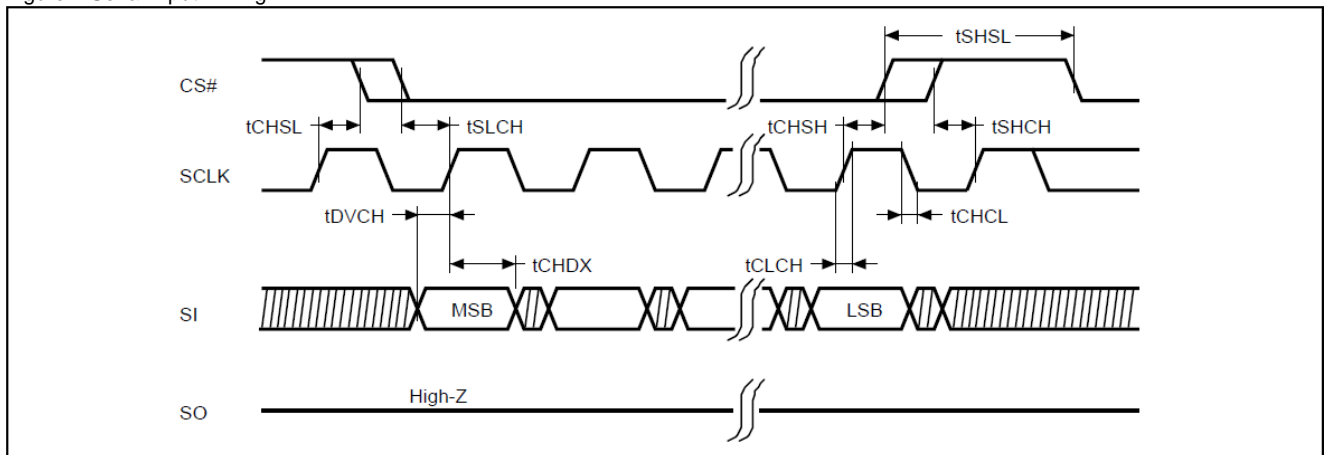 tSHSL
CS#
tCHSL
tSLCH
tCHSH
tSHCH
SCLK
tDVCH
tCHCL
tCHDX
tCLCH
SI
MSB
LSB
High-Z
SO